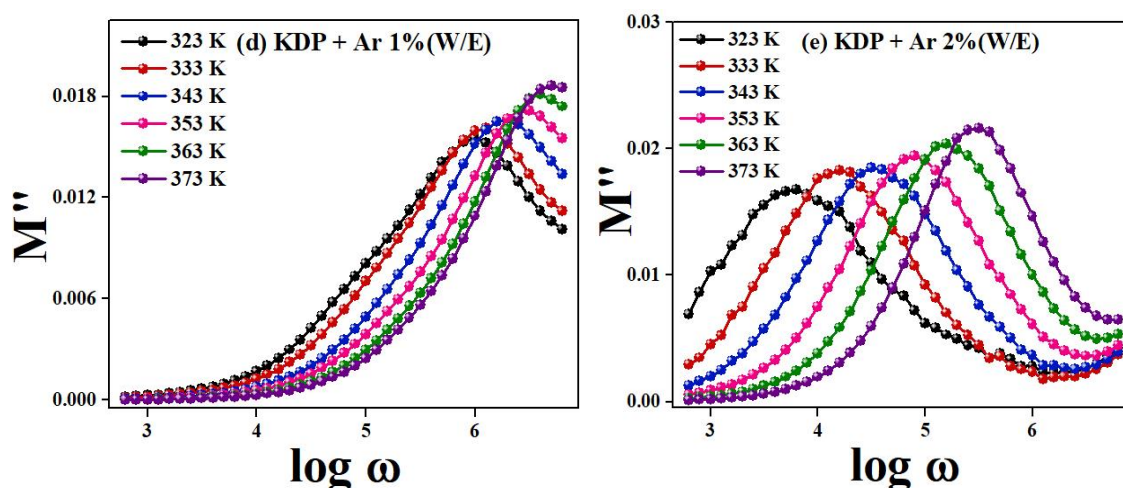 (d) KDP + Ar 1%(W/E)
323 K
333 K
343 K
353 K
363 K
373 K
0.018
0.012
0.006
0.000
M"
3 4 5 6
log ω
(e) KDP + Ar 2%(W/E)
323 K
333 K
343 K
353 K
363 K
373 K
0.03
0.02
0.01
0.00
M"
3 4 5 6
log ω